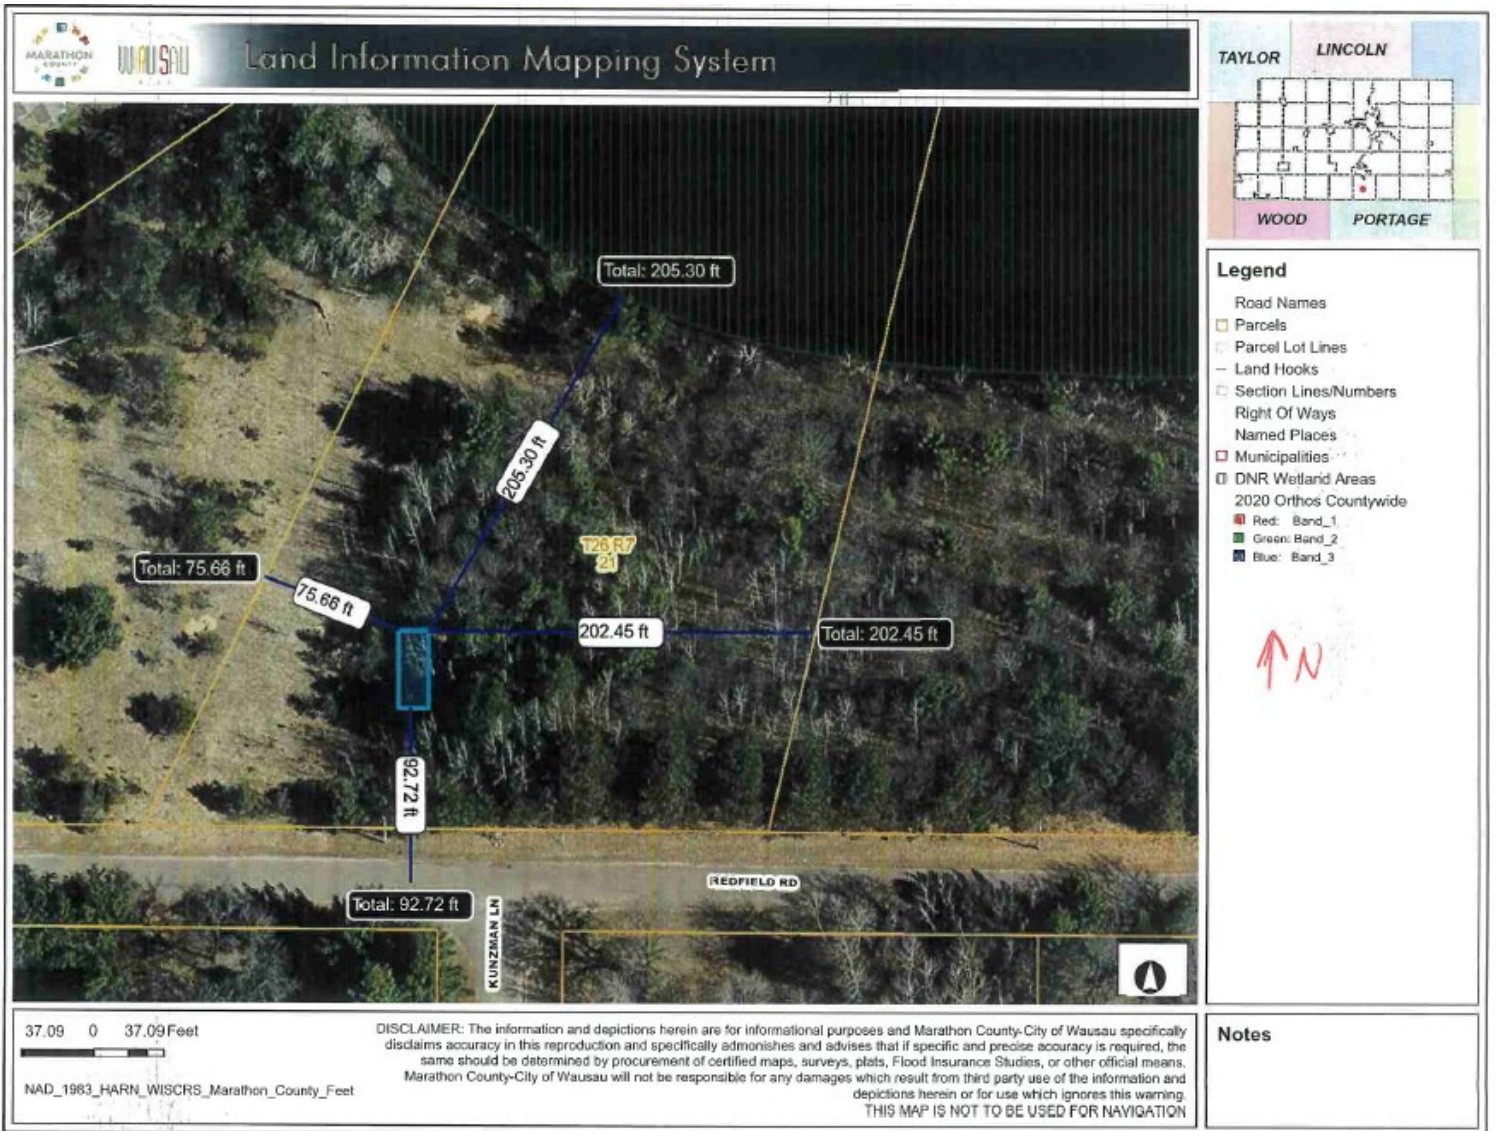 MARATHON
COUNTY
WAUSAU
Land Information Mapping System
TAYLOR
LINCOLN
WOOD
PORTAGE
Total: 205.30 ft
205.30 ft
T26 R7
21
Total: 75.66 ft
75.66 ft
202.45 ft
Total: 202.45 ft
92.72 ft
REDFIELD RD
Total: 92.72 ft
KUNZMAN LN
Legend
Road Names
Parcels
Parcel Lot Lines
Land Hooks
Section Lines/Numbers
Right Of Ways
Named Places
Municipalities
DNR Wetland Areas
2020 Orthos Countywide
Red: Band_1
Green: Band_2
Blue: Band_3
N
37.09 0 37.09 Feet
NAD_1983_HARN_WISCRS_Marathon_County_Feet
DISCLAIMER: The information and depictions herein are for informational purposes and Marathon County-City of Wausau specifically
disclaims accuracy in this reproduction and specifically admonishes and advises that if specific and precise accuracy is required, the
same should be determined by procurement of certified maps, surveys, plats, Flood Insurance Studies, or other official means.
Marathon County-City of Wausau will not be responsible for any damages which result from third party use of the information and
depictions herein or for use which ignores this warning.
THIS MAP IS NOT TO BE USED FOR NAVIGATION
Notes